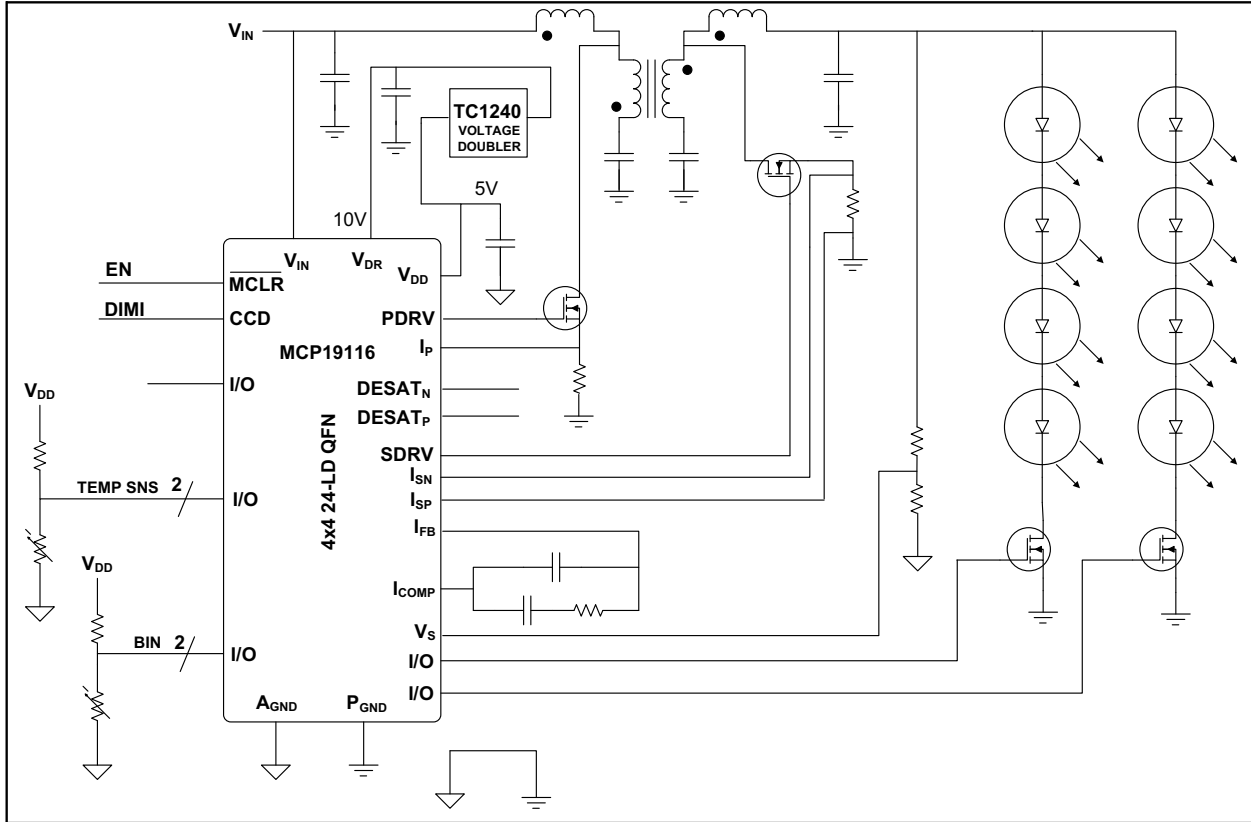 VIN
TC1240
VOLTAGE
DOUBLER
5V
10V
VIN
VDR
VDD
EN
MCLR
DIMI
CCD
PDRV
MCP19116
IP
I/O
VDD
DESATN
DESATP
4x4 24-LD QFN
SDRV
ISN
TEMP SNS
2
I/O
ISP
IFB
VDD
ICOMP
VS
BIN
2
I/O
I/O
I/O
AGND
PGND